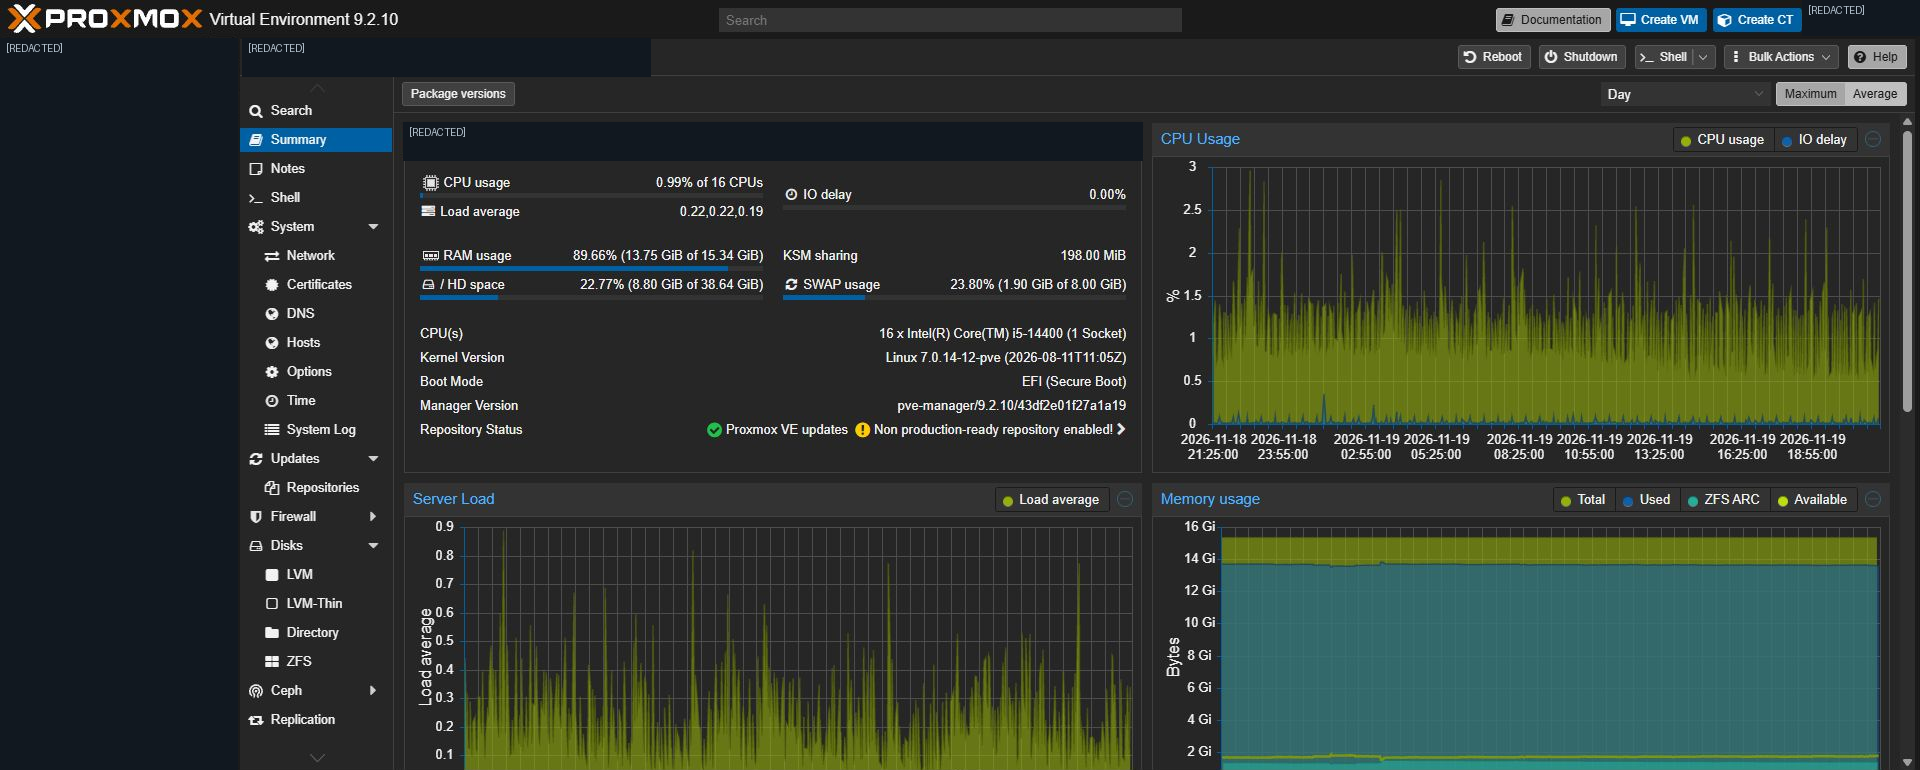 PROXMOX Virtual Environment 9.2.10
Search
Documentation
Create VM
Create CT
[REDACTED]
[REDACTED]
[REDACTED]
Reboot
Shutdown
Shell
Bulk Actions
Help
Search
Summary
Notes
Shell
System
Network
Certificates
DNS
Hosts
Options
Time
System Log
Updates
Repositories
Firewall
Disks
LVM
LVM-Thin
Directory
ZFS
Ceph
Replication
Package versions
Day
Maximum
Average
[REDACTED]
CPU usage 0.99% of 16 CPUs
IO delay 0.00%
Load average 0.22,0.22,0.19
RAM usage 89.66% (13.75 GiB of 15.34 GiB)
KSM sharing 198.00 MiB
/ HD space 22.77% (8.80 GiB of 38.64 GiB)
SWAP usage 23.80% (1.90 GiB of 8.00 GiB)
CPU(s) 16 x Intel(R) Core(TM) i5-14400 (1 Socket)
Kernel Version Linux 7.0.14-12-pve (2026-08-11T11:05Z)
Boot Mode EFI (Secure Boot)
Manager Version pve-manager/9.2.10/43df2e01f27a1a19
Repository Status Proxmox VE updates Non production-ready repository enabled!
CPU Usage
CPU usage
IO delay
3
2.5
2
1.5
1
0.5
0
%
2026-11-18 2026-11-18 2026-11-19 2026-11-19 2026-11-19 2026-11-19 2026-11-19 2026-11-19 2026-11-19
21:25:00 23:55:00 02:55:00 05:25:00 08:25:00 10:55:00 13:25:00 16:25:00 18:55:00
Server Load
Load average
0.9
0.8
0.7
0.6
0.5
0.4
0.3
0.2
0.1
Load average
Memory usage
Total
Used
ZFS ARC
Available
16 Gi
14 Gi
12 Gi
10 Gi
8 Gi
6 Gi
4 Gi
2 Gi
Bytes